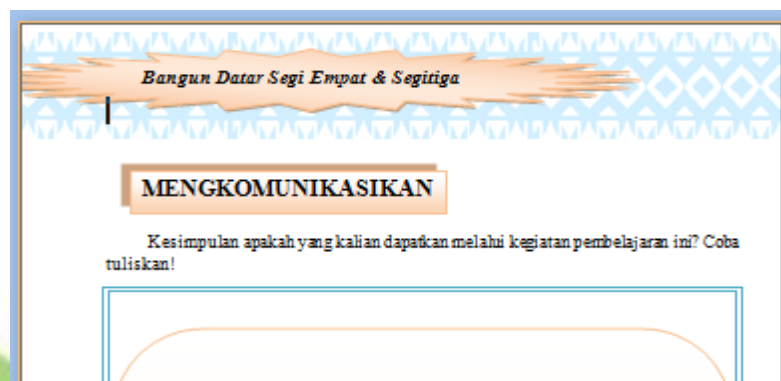 Bangun Datar Segi Empat & Segitiga
MENGKOMUNIKASIKAN
Kesimpulan apakah yang kalian dapatkan melalui kegiatan pembelajaran ini? Coba
tuliskan!